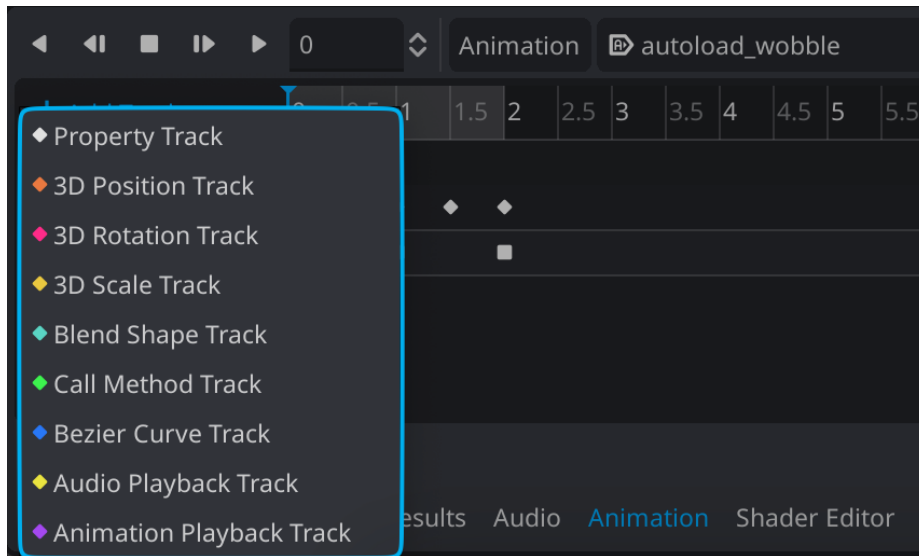 0 Animation autoload_wobble
1 1.5 2 2.5 3 3.5 4 4.5 5 5.5
Property Track
3D Position Track
3D Rotation Track
3D Scale Track
Blend Shape Track
Call Method Track
Bezier Curve Track
Audio Playback Track
Animation Playback Track
esults Audio Animation Shader Editor